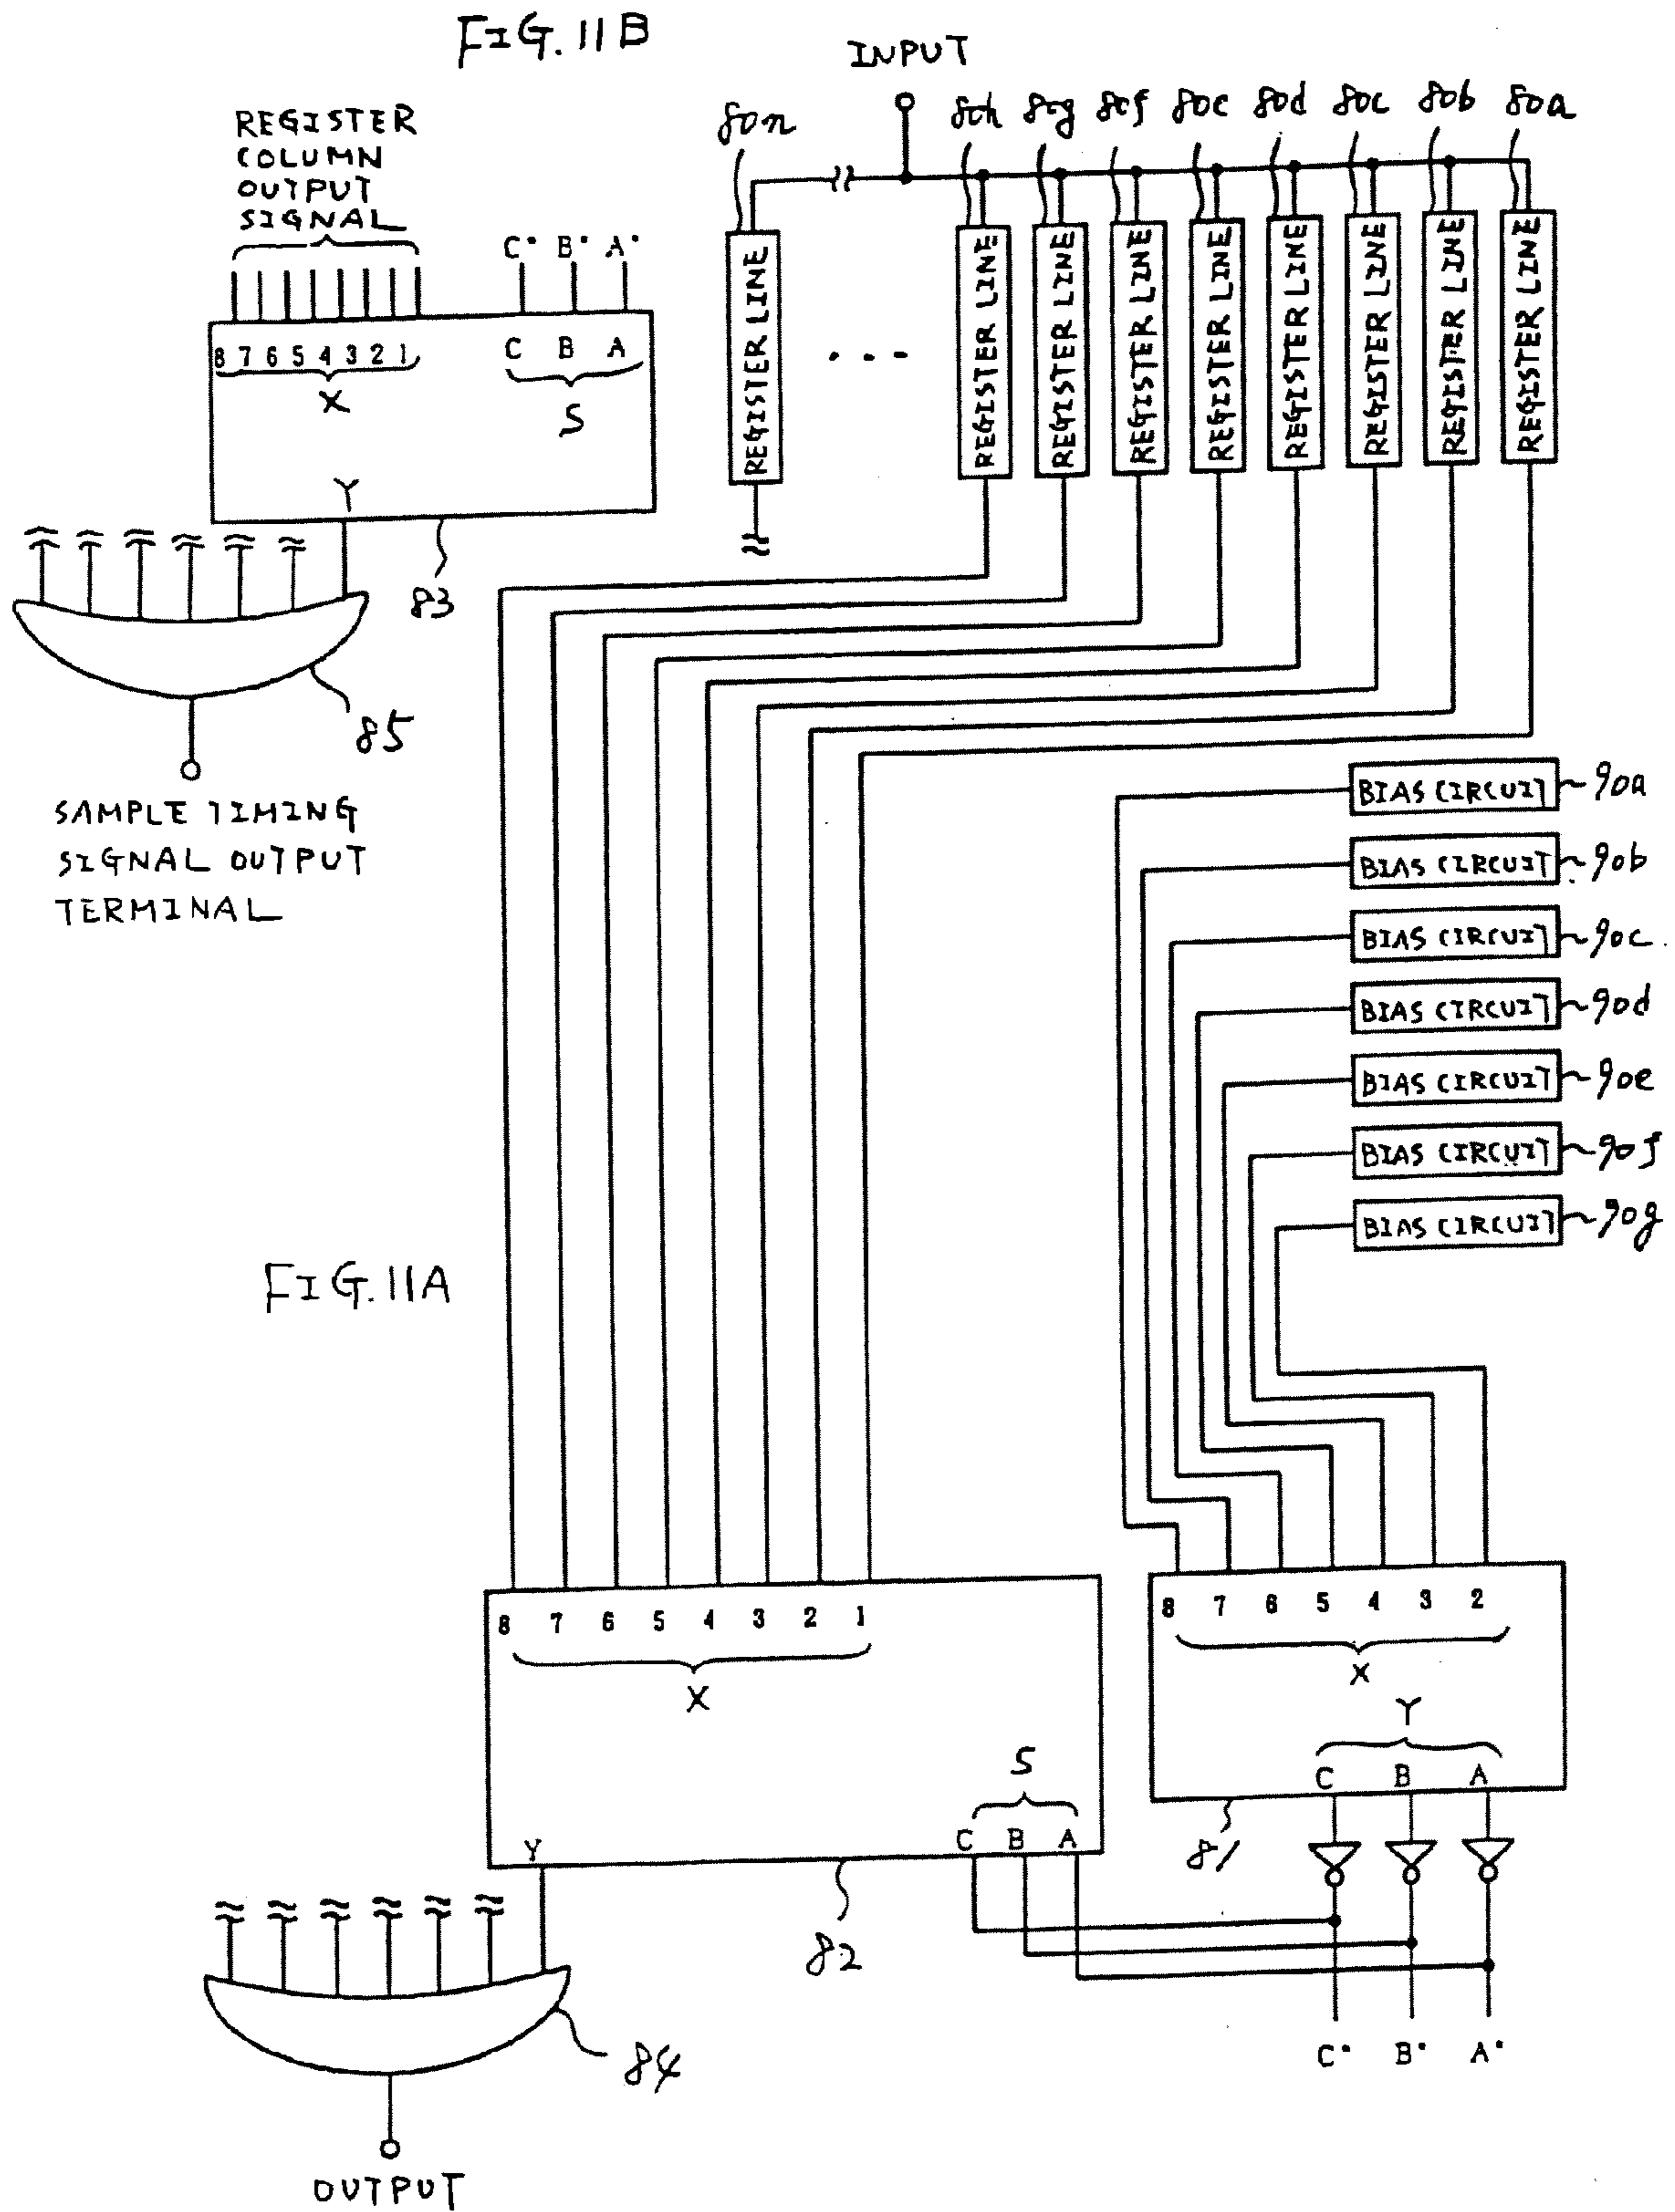 FIG. 11B
INPUT
REGISTER
COLUMN
OUTPUT
SIGNAL
80n 80h 80g 80f 80e 80d 80c 80b 80a
C• B• A•
REGISTER LINE
...
REGISTER LINE
REGISTER LINE
REGISTER LINE
REGISTER LINE
REGISTER LINE
REGISTER LINE
REGISTER LINE
REGISTER LINE
8 7 6 5 4 3 2 1
C B A
X
S
Y
83
85
SAMPLE TIMING
SIGNAL OUTPUT
TERMINAL
BIAS CIRCUIT 90a
BIAS CIRCUIT 90b
BIAS CIRCUIT 90c
BIAS CIRCUIT 90d
BIAS CIRCUIT 90e
BIAS CIRCUIT 90f
BIAS CIRCUIT 90g
FIG. 11A
8 7 6 5 4 3 2 1
X
S
C B A
Y
82
8 7 6 5 4 3 2
X
Y
C B A
81
C• B• A•
84
OUTPUT